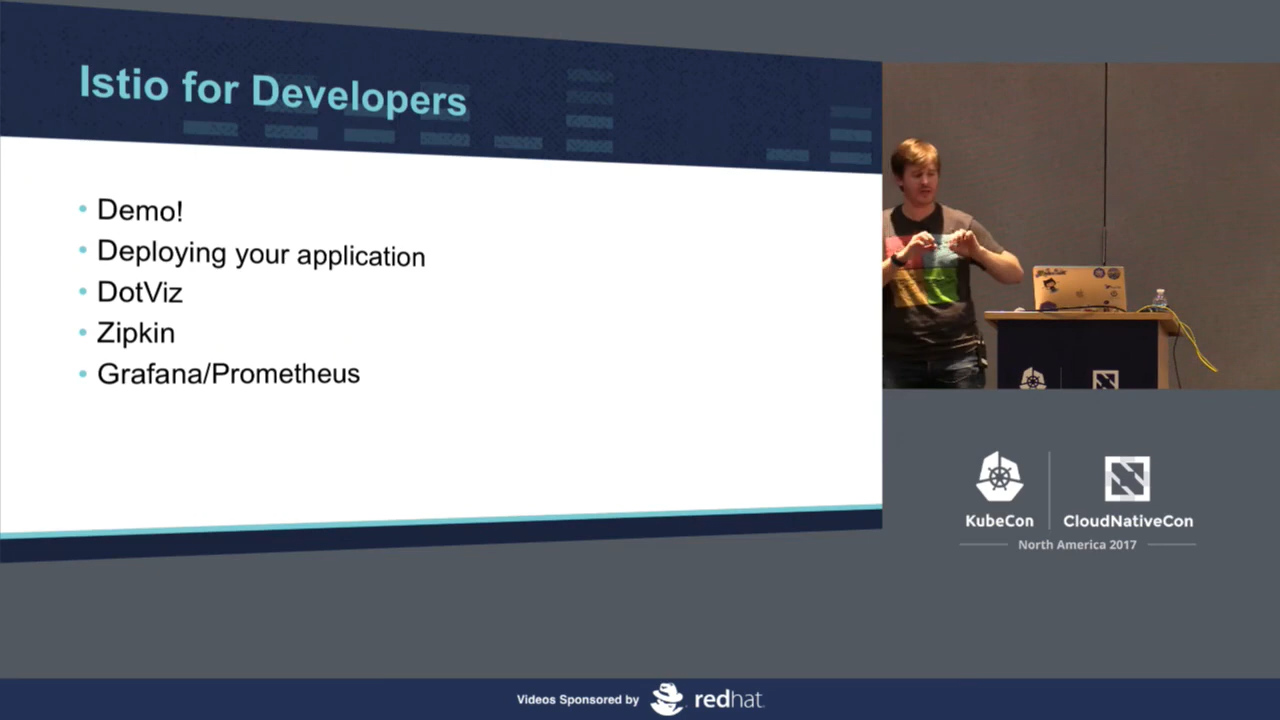 Istio for Developers
Demo!
Deploying your application
DotViz
Zipkin
Grafana/Prometheus
KubeCon
CloudNativeCon
North America 2017
Videos Sponsored by
redhat